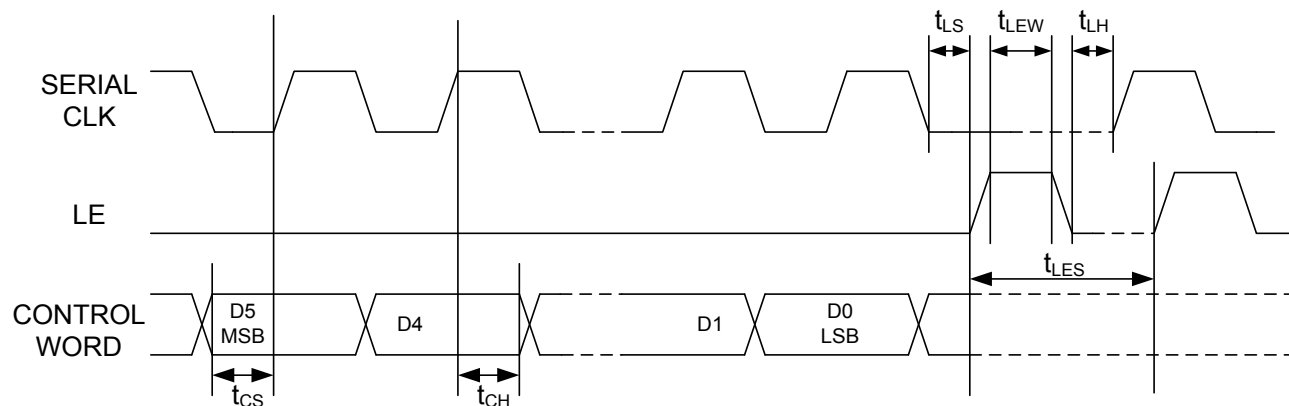 tLS
tLEW
tLH
SERIAL
CLK
LE
tLES
CONTROL
WORD
D5
MSB
D4
D1
D0
LSB
tCS
tCH